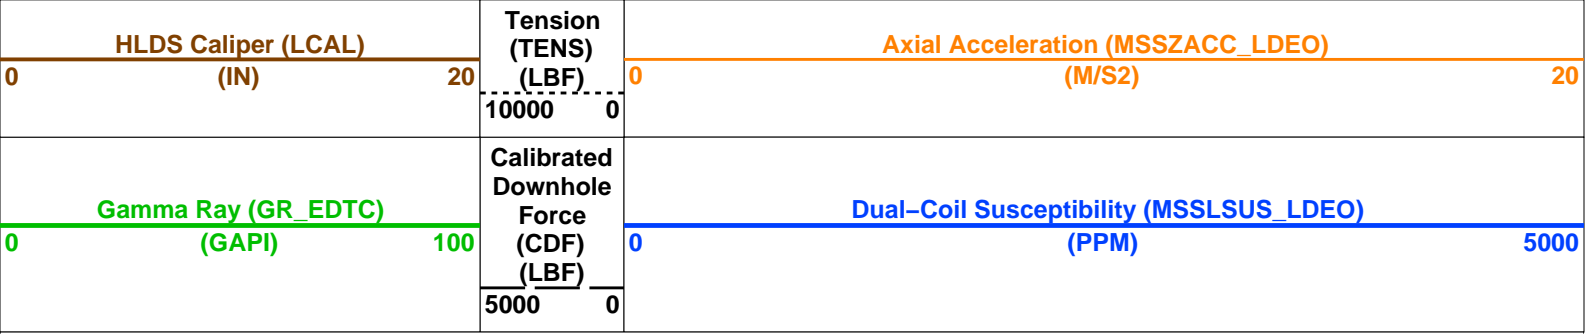 HLDS Caliper (LCAL)
0 (IN) 20
Tension
(TENS)
(LBF)
10000 0
Axial Acceleration (MSSZACC_LDEO)
0 (M/S2) 20
Gamma Ray (GR_EDTC)
0 (GAPI) 100
Calibrated
Downhole
Force
(CDF)
(LBF)
5000 0
Dual−Coil Susceptibility (MSSLSUS_LDEO)
0 (PPM) 5000